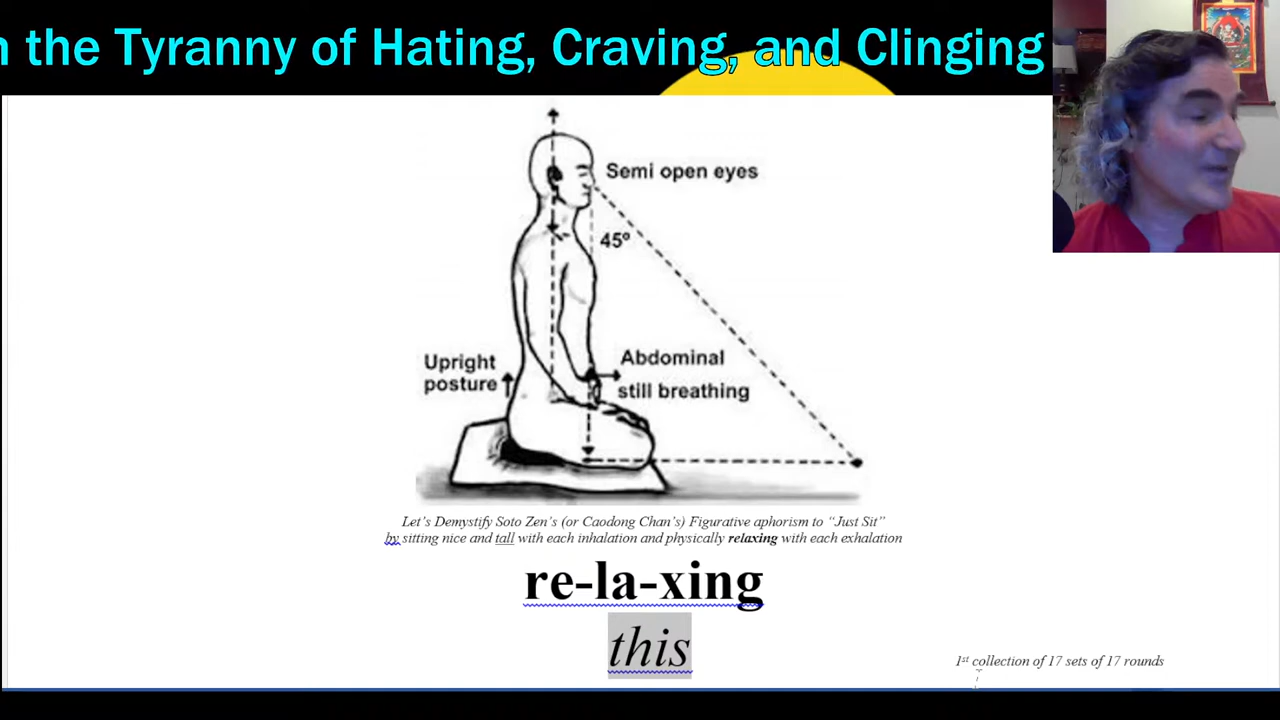 n the Tyranny of Hating, Craving, and Clinging
Semi open eyes
45º
Upright
posture
Abdominal
still breathing
Let's Demystify Soto Zen's (or Caodong Chan's) Figurative aphorism to “Just Sit”
by sitting nice and tall with each inhalation and physically relaxing with each exhalation
re-la-xing
this
1st collection of 17 sets of 17 rounds